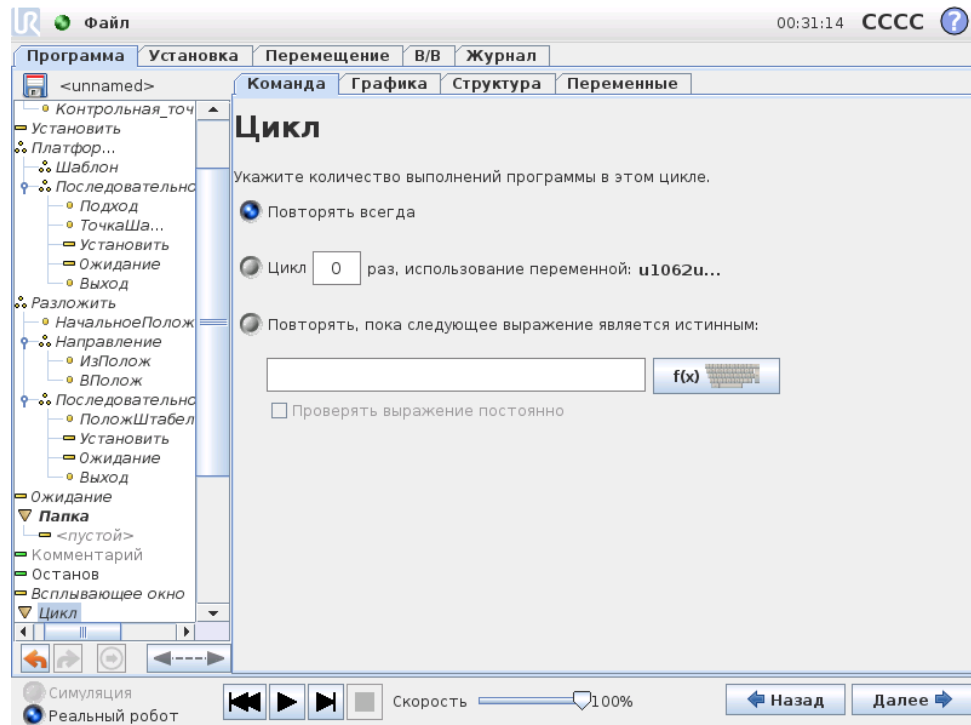 UR Файл 00:31:14 CCCC ?
Программа Установка Перемещение В/В Журнал
<unnamed>
Команда Графика Структура Переменные
Контрольная_точ
Установить
Платфор...
Шаблон
Последовательно
Подход
ТочкаШа...
Установить
Ожидание
Выход
Разложить
НачальноеПолож
Направление
ИзПолож
ВПолож
Последовательно
ПоложШтабел
Установить
Ожидание
Выход
Ожидание
Папка
<пустой>
Комментарий
Останов
Всплывающее окно
Цикл
Цикл
Укажите количество выполнений программы в этом цикле.
Повторять всегда
Цикл 0 раз, использование переменной: u1062u...
Повторять, пока следующее выражение является истинным:
f(x)
Проверять выражение постоянно
Симуляция
Реальный робот
Скорость 100%
Назад Далее